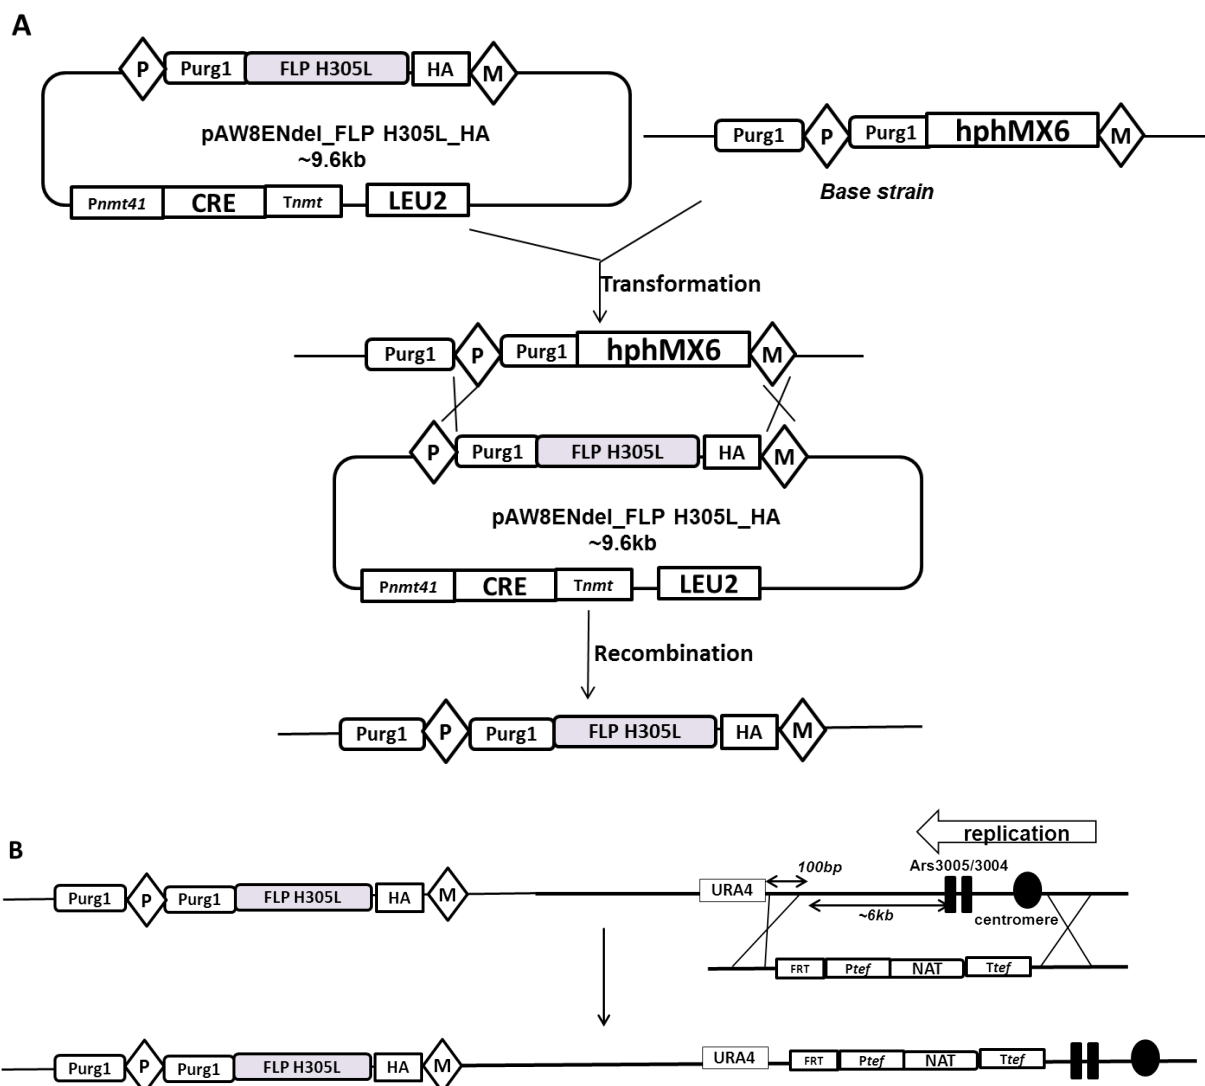 A
P Purg1 FLP H305L HA M
pAW8ENdel_FLP H305L_HA
~9.6kb
Pnmt41 CRE Tnmt LEU2
Purg1 P Purg1 hphMX6 M
Base strain
Transformation
Purg1 P Purg1 hphMX6 M
P Purg1 FLP H305L HA M
pAW8ENdel_FLP H305L_HA
~9.6kb
Pnmt41 CRE Tnmt LEU2
Recombination
Purg1 P Purg1 FLP H305L HA M
B
replication
100bp
Ars3005/3004
Purg1 P Purg1 FLP H305L HA M URA4
~6kb
centromere
FRT Ptef NAT Ttef
Purg1 P Purg1 FLP H305L HA M URA4 FRT Ptef NAT Ttef